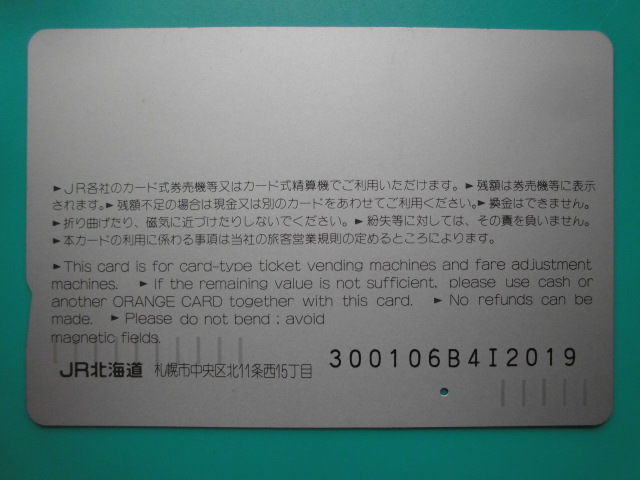 ►JR各社のカード式券売機等又はカード式精算機でご利用いただけます。►残額は券売機等に表示
されます。►残額不足の場合は現金又は別のカードをあわせてご利用ください。►換金はできません。
►折り曲げたり、磁気に近づけたりしないでください。►紛失等に対しては、その責を負いません。
►本カードの利用に係わる事項は当社の旅客営業規則の定めるところによります。
►This card is for card-type ticket vending machines and fare adjustment
machines. ►If the remaining value is not sufficient, please use cash or
another ORANGE CARD together with this card. ►No refunds can be
made. ►Please do not bend; avoid
magnetic fields.
JR北海道 札幌市中央区北11条西15丁目 300106B4I2019